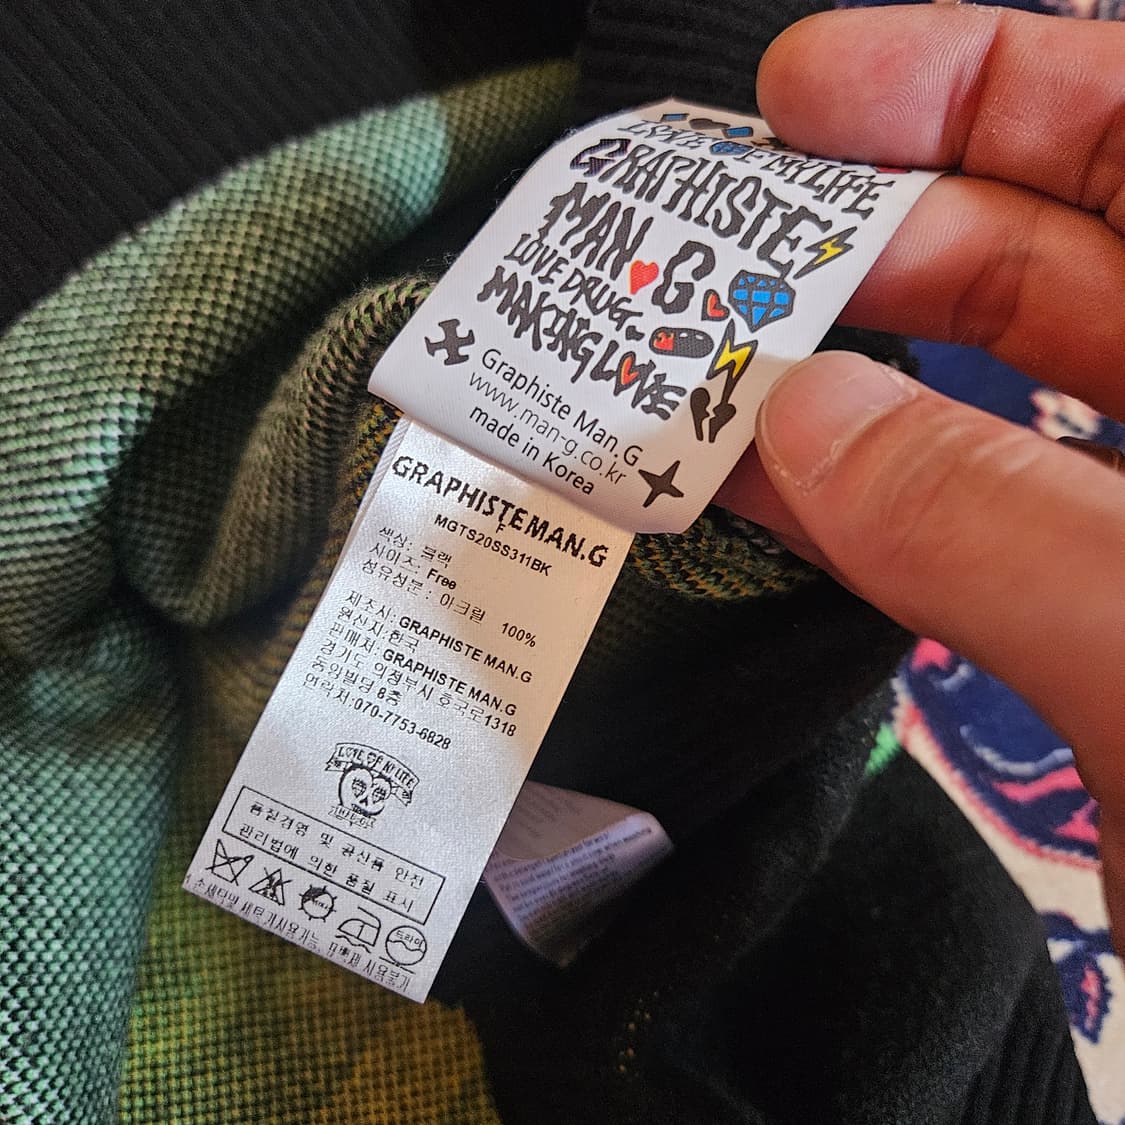 LOVE OF MY LIFE
GRAPHISTE
MAN G
LOVE DRUG
MAKING LOVE
Graphiste Man.G
www.man-g.co.kr
made in Korea
GRAPHISTEMAN.G
F
MGTS20SS311BK
색상: 블랙
사이즈: Free
섬유성분: 아크릴 100%
제조사: GRAPHISTE MAN.G
원산지:한국
판매처: GRAPHISTE MAN.G
경기도 의정부시 호국로1318
중앙빌딩 8층
연락처:070-7753-6828
LOVE OF MY LIFE
품질경영 및 공산품 안전
관리법에 의한 품질 표시
드라이